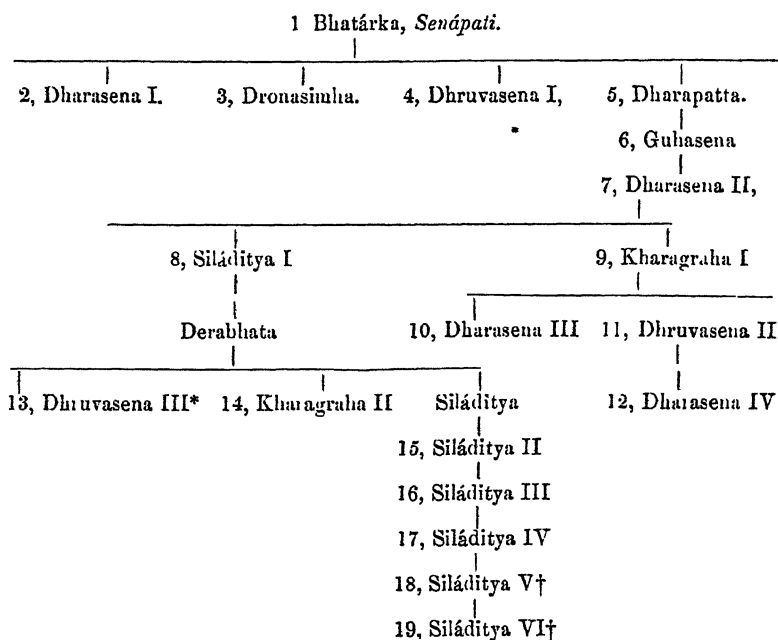 1 Bhatárka, Senápati.
2, Dharasena I. 3, Dronasimha. 4, Dhruvasena I, 5, Dharapatta.
6, Guhasena
7, Dharasena II,
8, Siláditya I 9, Kharagraha I
Derabhata 10, Dharasena III 11, Dhruvasena II
13, Dhruvasena III* 14, Kharagraha II Siláditya 12, Dharasena IV
15, Siláditya II
16, Siláditya III
17, Siláditya IV
18, Siláditya V†
19, Siláditya VI†